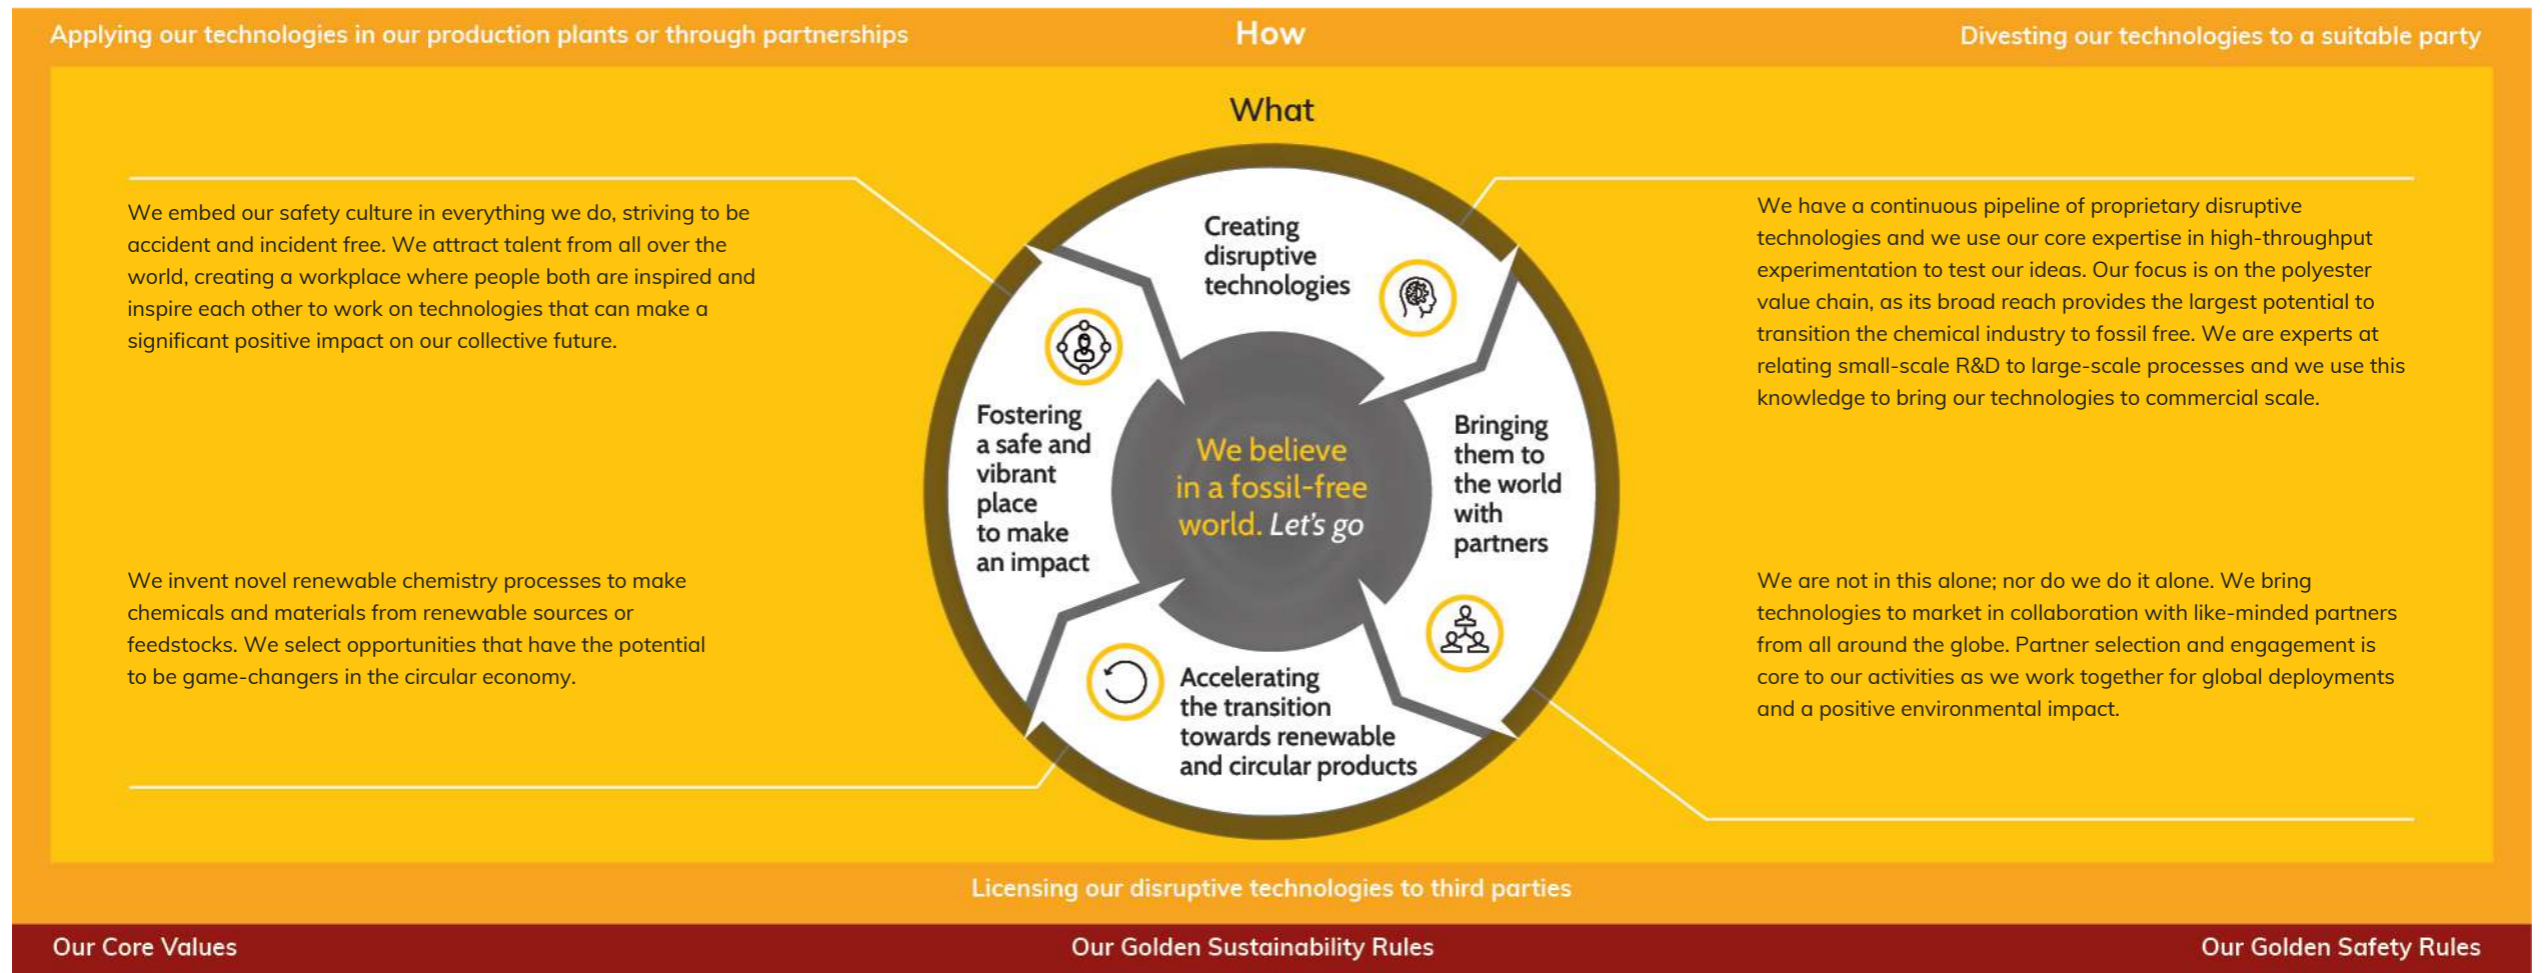 Applying our technologies in our production plants or through partnerships
How
Divesting our technologies to a suitable party
What
We embed our safety culture in everything we do, striving to be
accident and incident free. We attract talent from all over the
world, creating a workplace where people both are inspired and
inspire each other to work on technologies that can make a
significant positive impact on our collective future.
We invent novel renewable chemistry processes to make
chemicals and materials from renewable sources or
feedstocks. We select opportunities that have the potential
to be game-changers in the circular economy.
Creating
disruptive
technologies
Fostering
a safe and
vibrant
place
to make
an impact
We believe
in a fossil-free
world. Let's go
Bringing
them to
the world
with
partners
Accelerating
the transition
towards renewable
and circular products
We have a continuous pipeline of proprietary disruptive
technologies and we use our core expertise in high-throughput
experimentation to test our ideas. Our focus is on the polyester
value chain, as its broad reach provides the largest potential to
transition the chemical industry to fossil free. We are experts at
relating small-scale R&D to large-scale processes and we use this
knowledge to bring our technologies to commercial scale.
We are not in this alone; nor do we do it alone. We bring
technologies to market in collaboration with like-minded partners
from all around the globe. Partner selection and engagement is
core to our activities as we work together for global deployments
and a positive environmental impact.
Licensing our disruptive technologies to third parties
Our Core Values
Our Golden Sustainability Rules
Our Golden Safety Rules